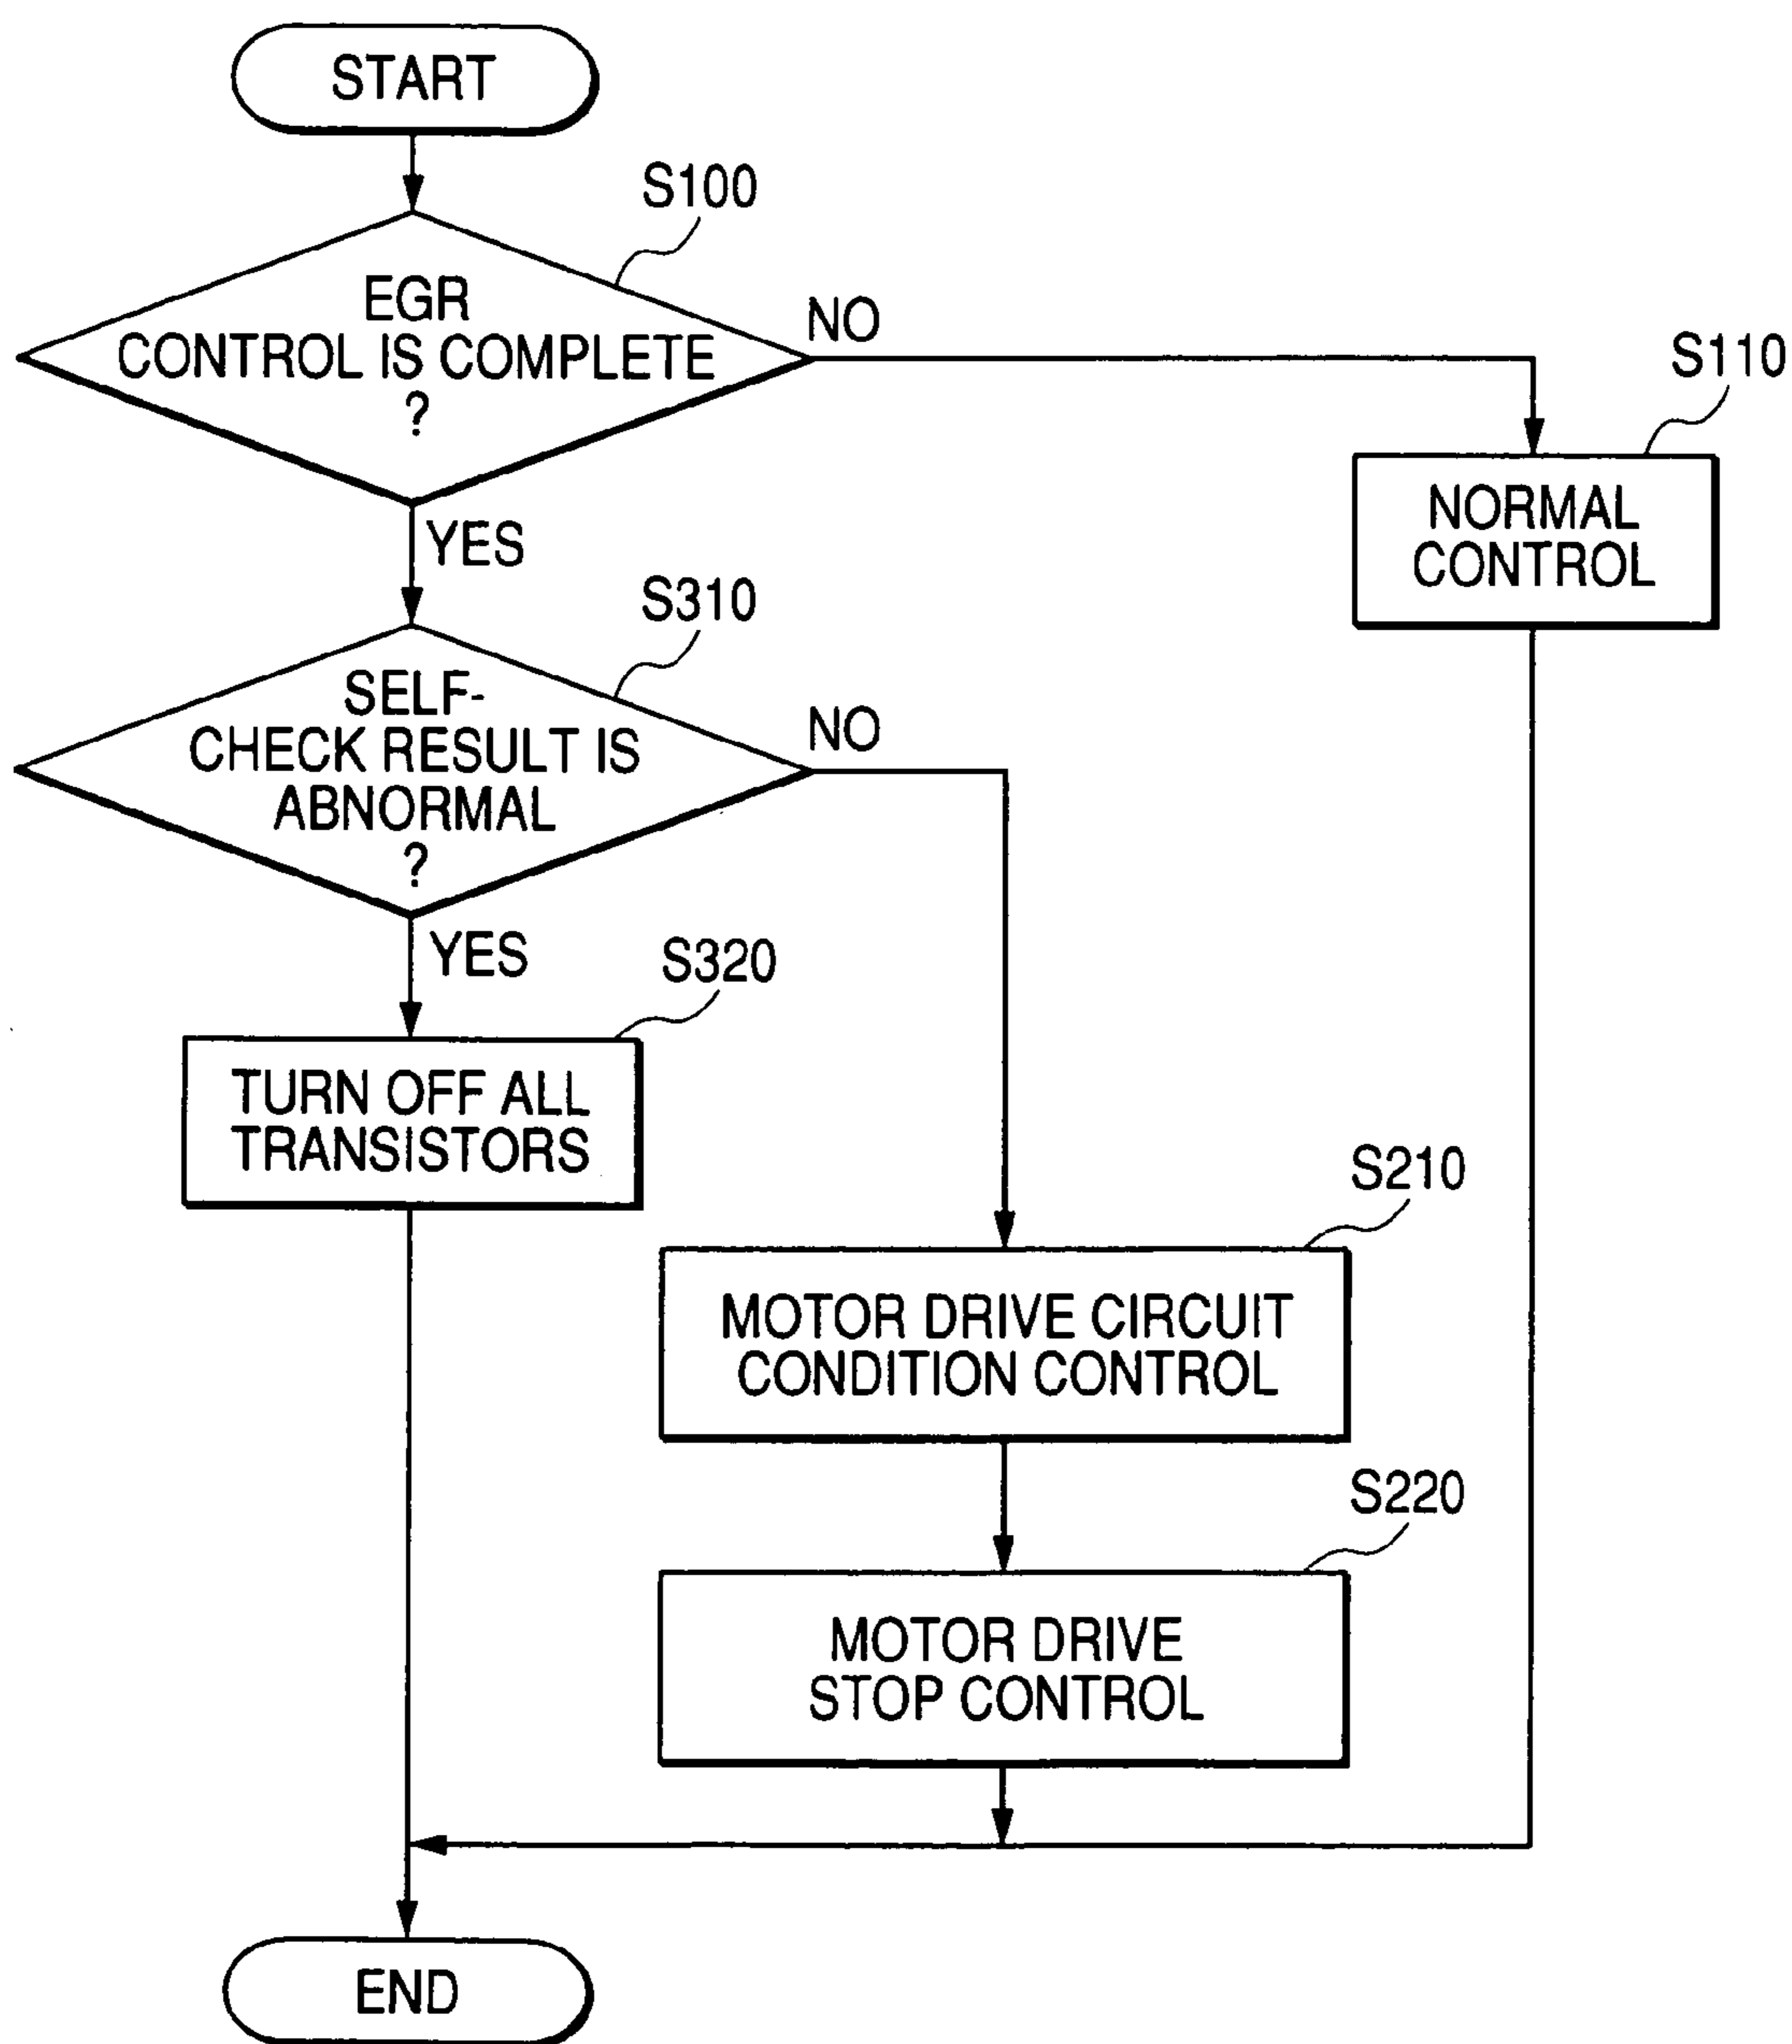 START
S100
EGR
CONTROL IS COMPLETE
?
NO
S110
NORMAL
CONTROL
YES
S310
SELF-
CHECK RESULT IS
ABNORMAL
?
NO
YES
S320
TURN OFF ALL
TRANSISTORS
S210
MOTOR DRIVE CIRCUIT
CONDITION CONTROL
S220
MOTOR DRIVE
STOP CONTROL
END